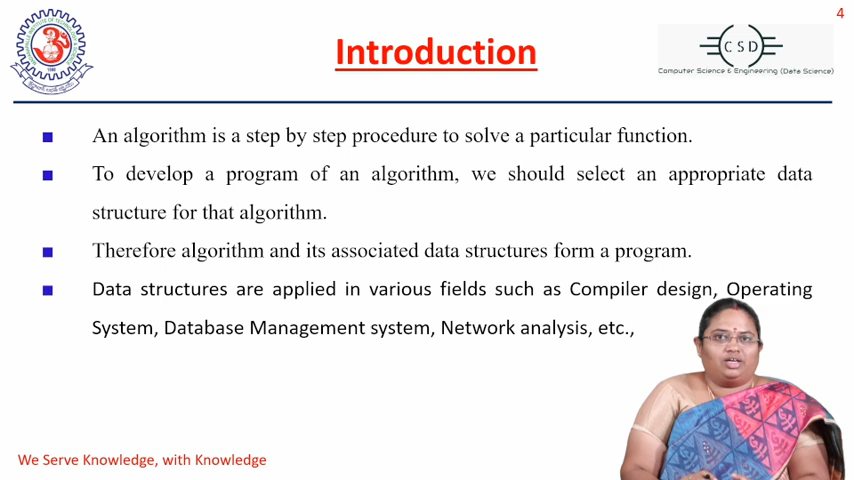 4
Introduction
C S D
Computer Science & Engineering (Data Science)
An algorithm is a step by step procedure to solve a particular function.
To develop a program of an algorithm, we should select an appropriate data
structure for that algorithm.
Therefore algorithm and its associated data structures form a program.
Data structures are applied in various fields such as Compiler design, Operating
System, Database Management system, Network analysis, etc.,
We Serve Knowledge, with Knowledge